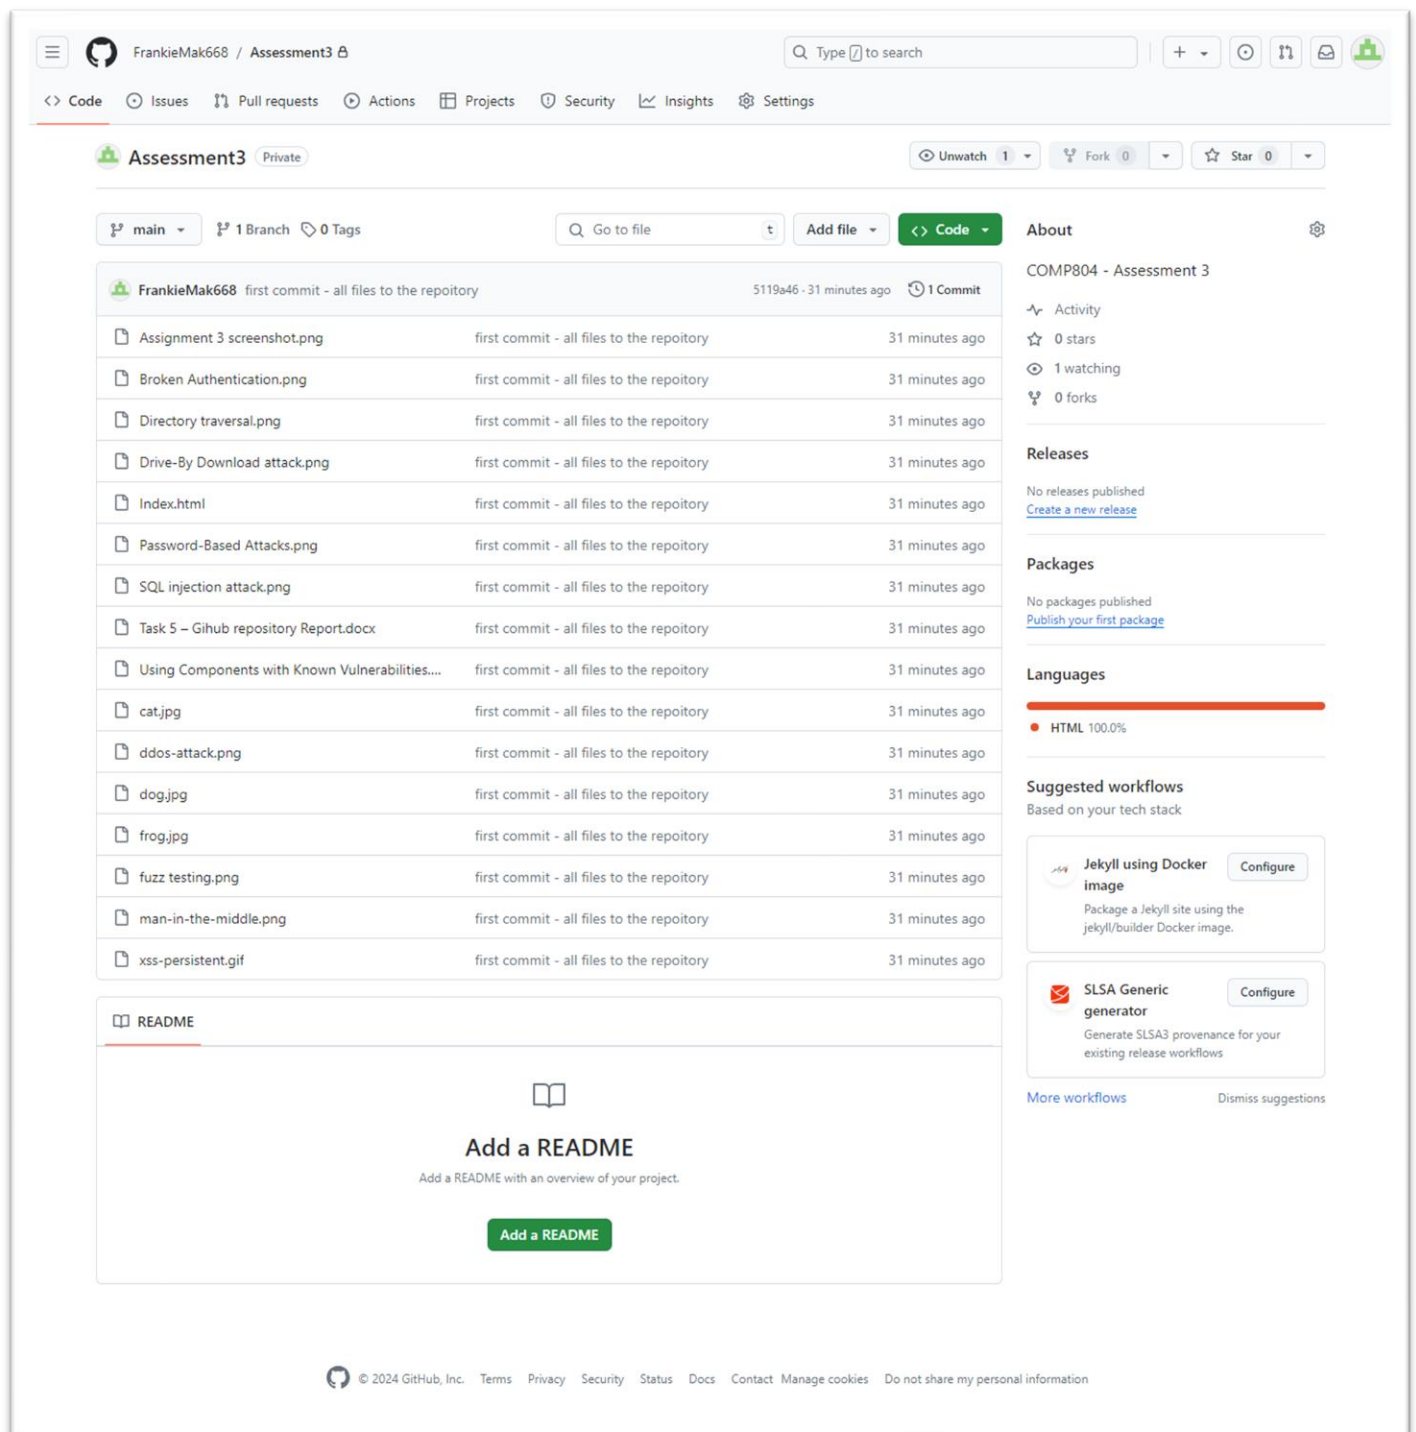 FrankieMak668 / Assessment3
Type / to search
Code Issues Pull requests Actions Projects Security Insights Settings
Assessment3 Private
Unwatch 1 Fork 0 Star 0
main 1 Branch 0 Tags Go to file t Add file Code
FrankieMak668 first commit - all files to the repoitory 5119a46 · 31 minutes ago 1 Commit
Assignment 3 screenshot.png first commit - all files to the repoitory 31 minutes ago
Broken Authentication.png first commit - all files to the repoitory 31 minutes ago
Directory traversal.png first commit - all files to the repoitory 31 minutes ago
Drive-By Download attack.png first commit - all files to the repoitory 31 minutes ago
Index.html first commit - all files to the repoitory 31 minutes ago
Password-Based Attacks.png first commit - all files to the repoitory 31 minutes ago
SQL injection attack.png first commit - all files to the repoitory 31 minutes ago
Task 5 – Gihub repository Report.docx first commit - all files to the repoitory 31 minutes ago
Using Components with Known Vulnerabilities.... first commit - all files to the repoitory 31 minutes ago
cat.jpg first commit - all files to the repoitory 31 minutes ago
ddos-attack.png first commit - all files to the repoitory 31 minutes ago
dog.jpg first commit - all files to the repoitory 31 minutes ago
frog.jpg first commit - all files to the repoitory 31 minutes ago
fuzz testing.png first commit - all files to the repoitory 31 minutes ago
man-in-the-middle.png first commit - all files to the repoitory 31 minutes ago
xss-persistent.gif first commit - all files to the repoitory 31 minutes ago
README
Add a README
Add a README with an overview of your project.
Add a README
About
COMP804 - Assessment 3
Activity
0 stars
1 watching
0 forks
Releases
No releases published
Create a new release
Packages
No packages published
Publish your first package
Languages
HTML 100.0%
Suggested workflows
Based on your tech stack
Jekyll using Docker
image
Configure
Package a Jekyll site using the
jekyll/builder Docker image.
SLSA Generic
generator
Configure
Generate SLSA3 provenance for your
existing release workflows
More workflows Dismiss suggestions
© 2024 GitHub, Inc. Terms Privacy Security Status Docs Contact Manage cookies Do not share my personal information